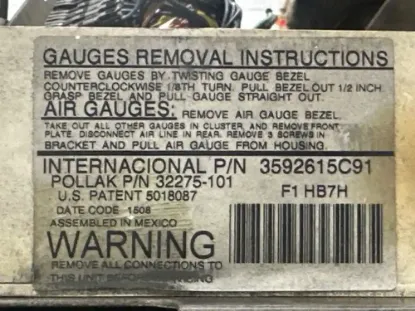 GAUGES REMOVAL INSTRUCTIONS
REMOVE GAUGES BY TWISTING GAUGE BEZEL
COUNTERCLOCKWISE 1/8TH TURN. PULL BEZEL OUT 1/2 INCH
GRASP BEZEL AND PULL GAUGE STRAIGHT OUT.
AIR GAUGES: REMOVE AIR GAUGE BEZEL.
TAKE OUT ALL OTHER GAUGES IN CLUSTER, AND REMOVE FRONT
PLATE. DISCONNECT AIR LINE IN REAR. REMOVE 3 SCREWS IN
BRACKET AND PULL AIR GAUGE FROM HOUSING.
INTERNACIONAL P/N 3592615C91
POLLAK P/N 32275-101 F1 HB7H
U.S. PATENT 5018087
DATE CODE 1508
ASSEMBLED IN MEXICO
WARNING
REMOVE ALL CONNECTIONS TO
THIS UNIT BEFORE